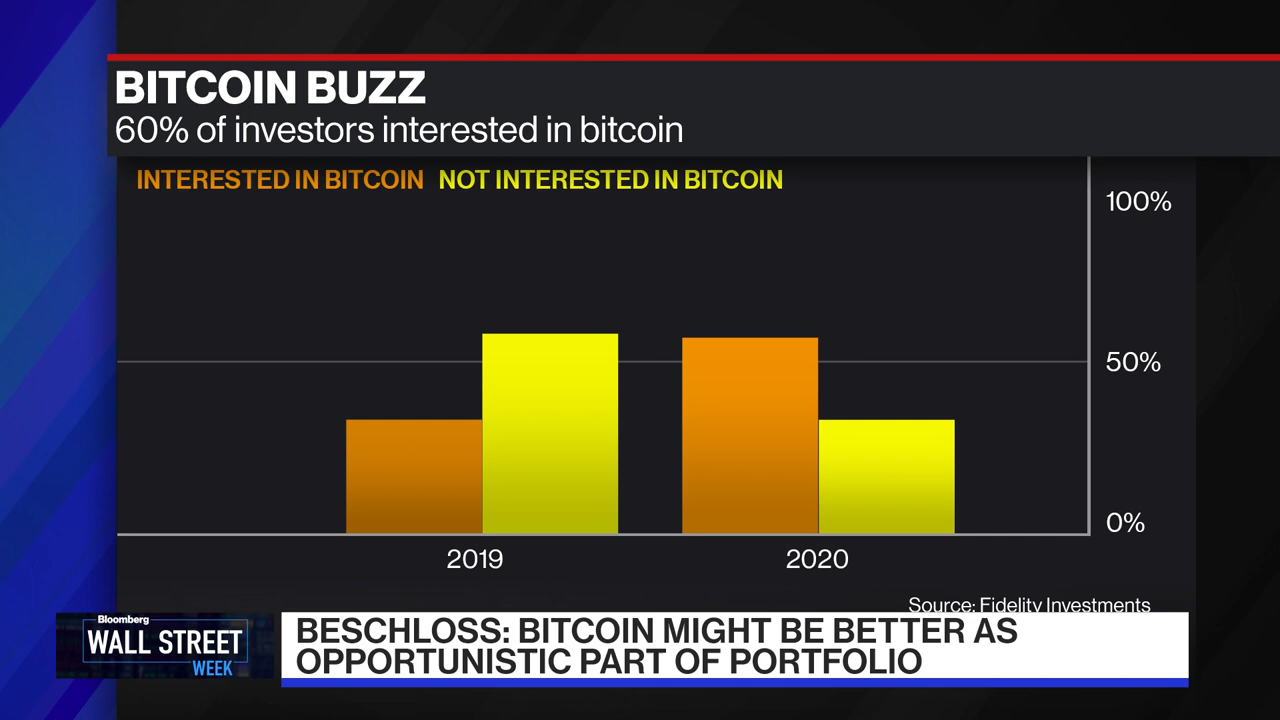 BITCOIN BUZZ
60% of investors interested in bitcoin
INTERESTED IN BITCOIN NOT INTERESTED IN BITCOIN
100%
50%
0%
2019 2020
Source: Fidelity Investments
Bloomberg
WALL STREET
WEEK
BESCHLOSS: BITCOIN MIGHT BE BETTER AS
OPPORTUNISTIC PART OF PORTFOLIO